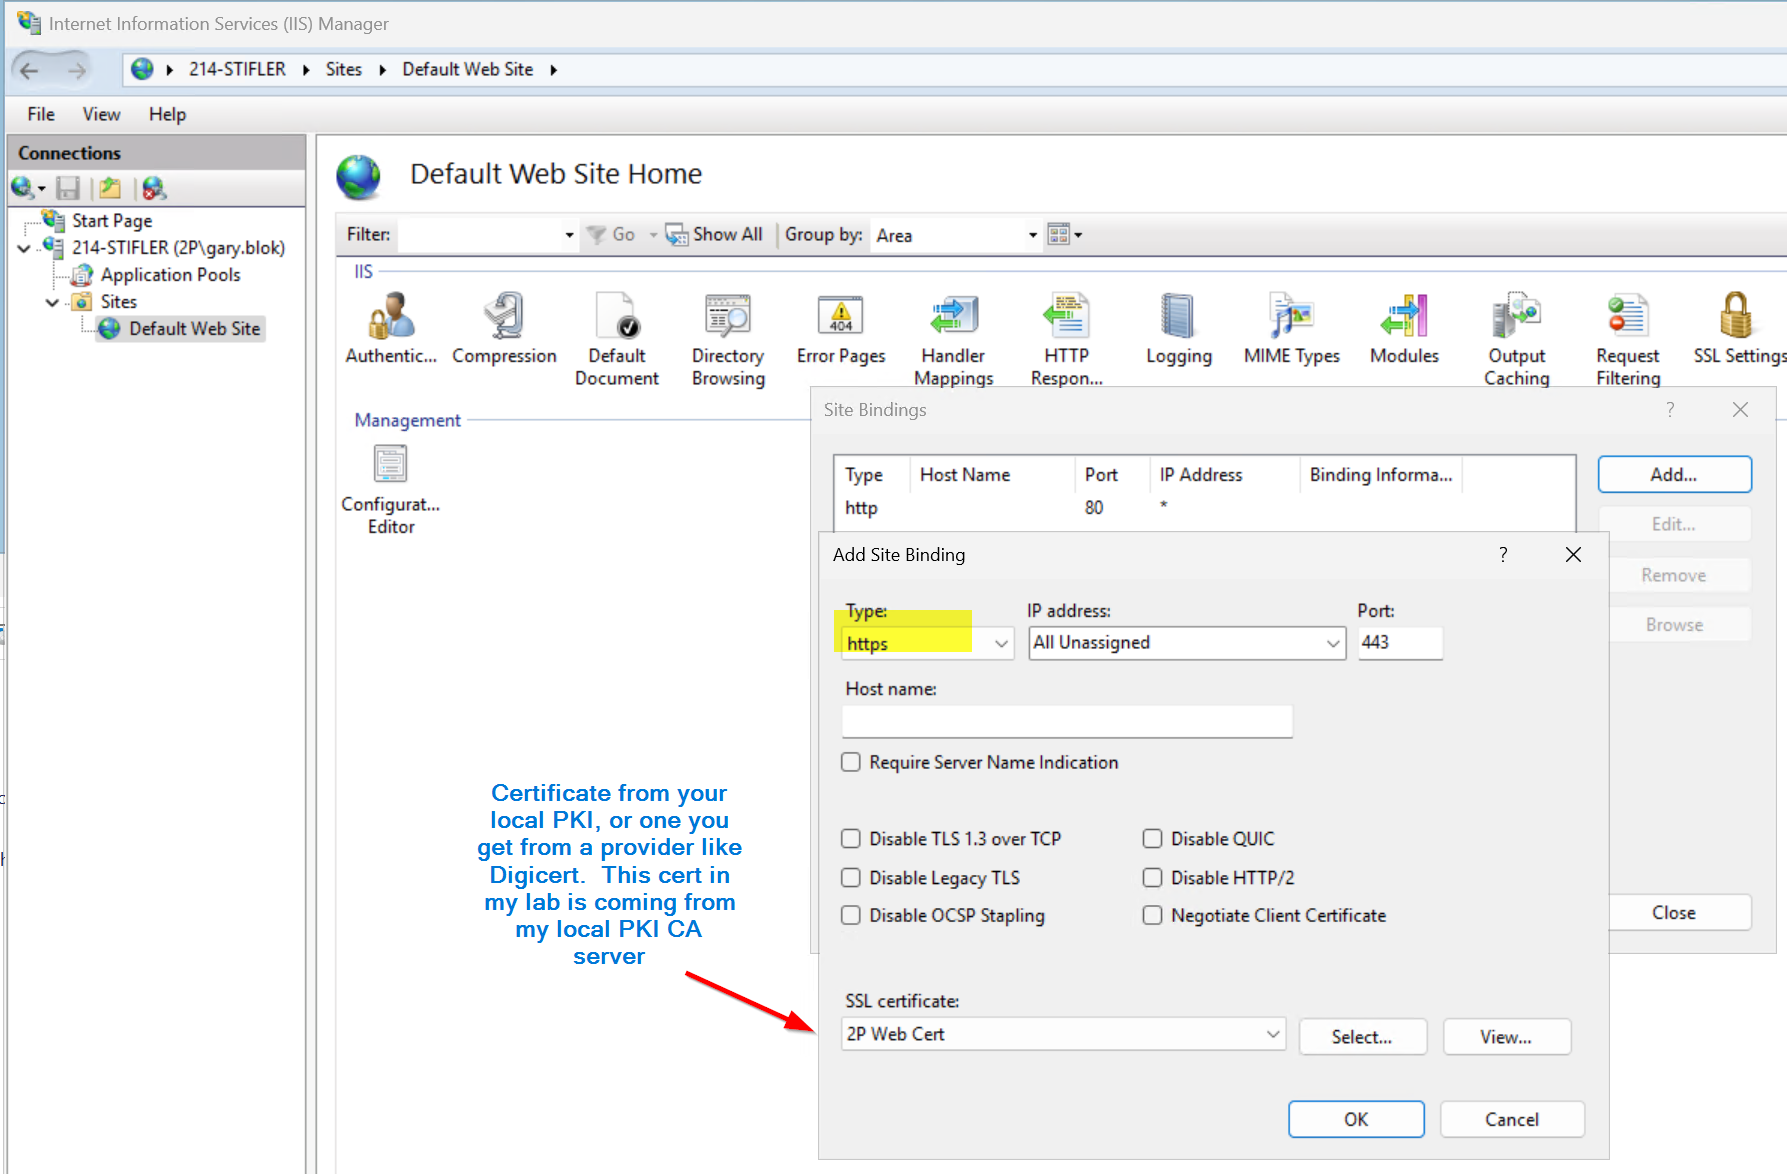 Internet Information Services (IIS) Manager
214-STIFLER Sites Default Web Site
File View Help
Connections
Start Page
214-STIFLER (2P\gary.blok)
Application Pools
Sites
Default Web Site
Default Web Site Home
Filter: Go Show All Group by: Area
IIS
Authentic... Compression Default Document Directory Browsing Error Pages Handler Mappings HTTP Respon... Logging MIME Types Modules Output Caching Request Filtering SSL Settings
404
Management
Configurat...
Editor
Site Bindings ?
Type Host Name Port IP Address Binding Informa...
http 80 *
Add...
Edit...
Remove
Browse
Close
Add Site Binding ?
Type: IP address: Port:
https All Unassigned 443
Host name:
Require Server Name Indication
Disable TLS 1.3 over TCP Disable QUIC
Disable Legacy TLS Disable HTTP/2
Disable OCSP Stapling Negotiate Client Certificate
SSL certificate:
2P Web Cert Select... View...
OK Cancel
Certificate from your
local PKI, or one you
get from a provider like
Digicert. This cert in
my lab is coming from
my local PKI CA
server